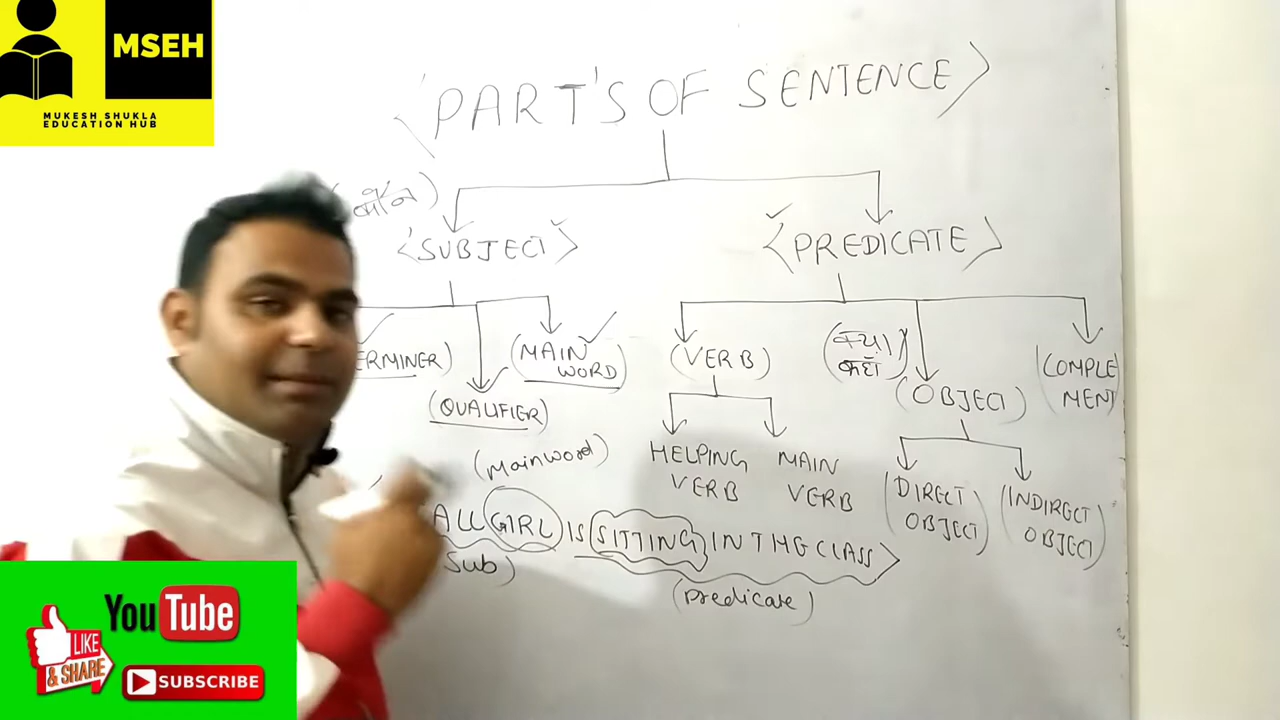 MSEH
MUKESH SHUKLA
EDUCATION HUB
<PART'S OF SENTENCE>
(कौन)
<SUBJECT>
<PREDICATE>
ERMINER)
(QUALIFIER)
(MAIN
WORD)
(VERB)
(क्या)
कहाँ
(OBJECT)
(COMPLE
MENT
HELPING
VERB
MAIN
VERB
(DIRECT
OBJECT)
(INDIRECT
OBJECT)
(Mainword)
ALL GIRL IS SITTING IN THE CLASS>
Sub)
(Predicate)
YouTube
LIKE
& SHARE
SUBSCRIBE